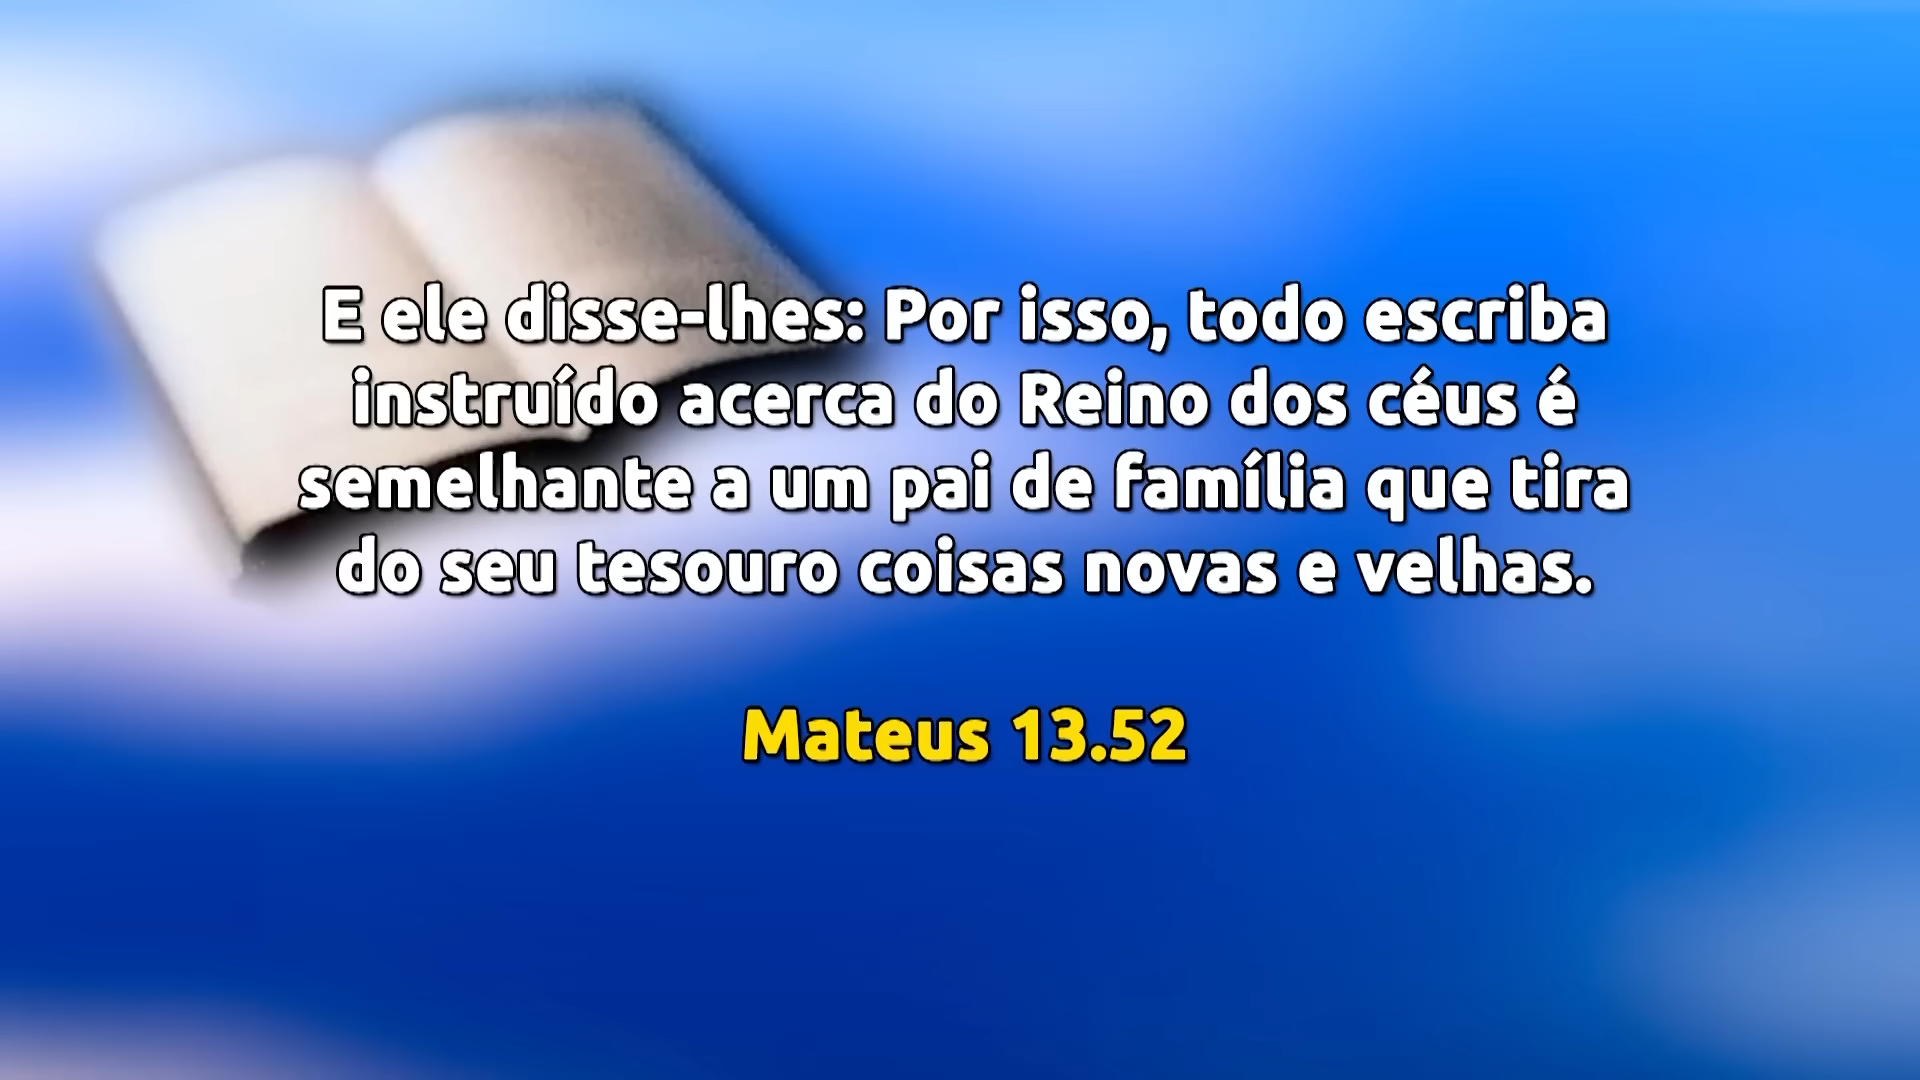 E ele disse-lhes: Por isso, todo escriba
instruído acerca do Reino dos céus é
semelhante a um pai de família que tira
do seu tesouro coisas novas e velhas.
Mateus 13.52